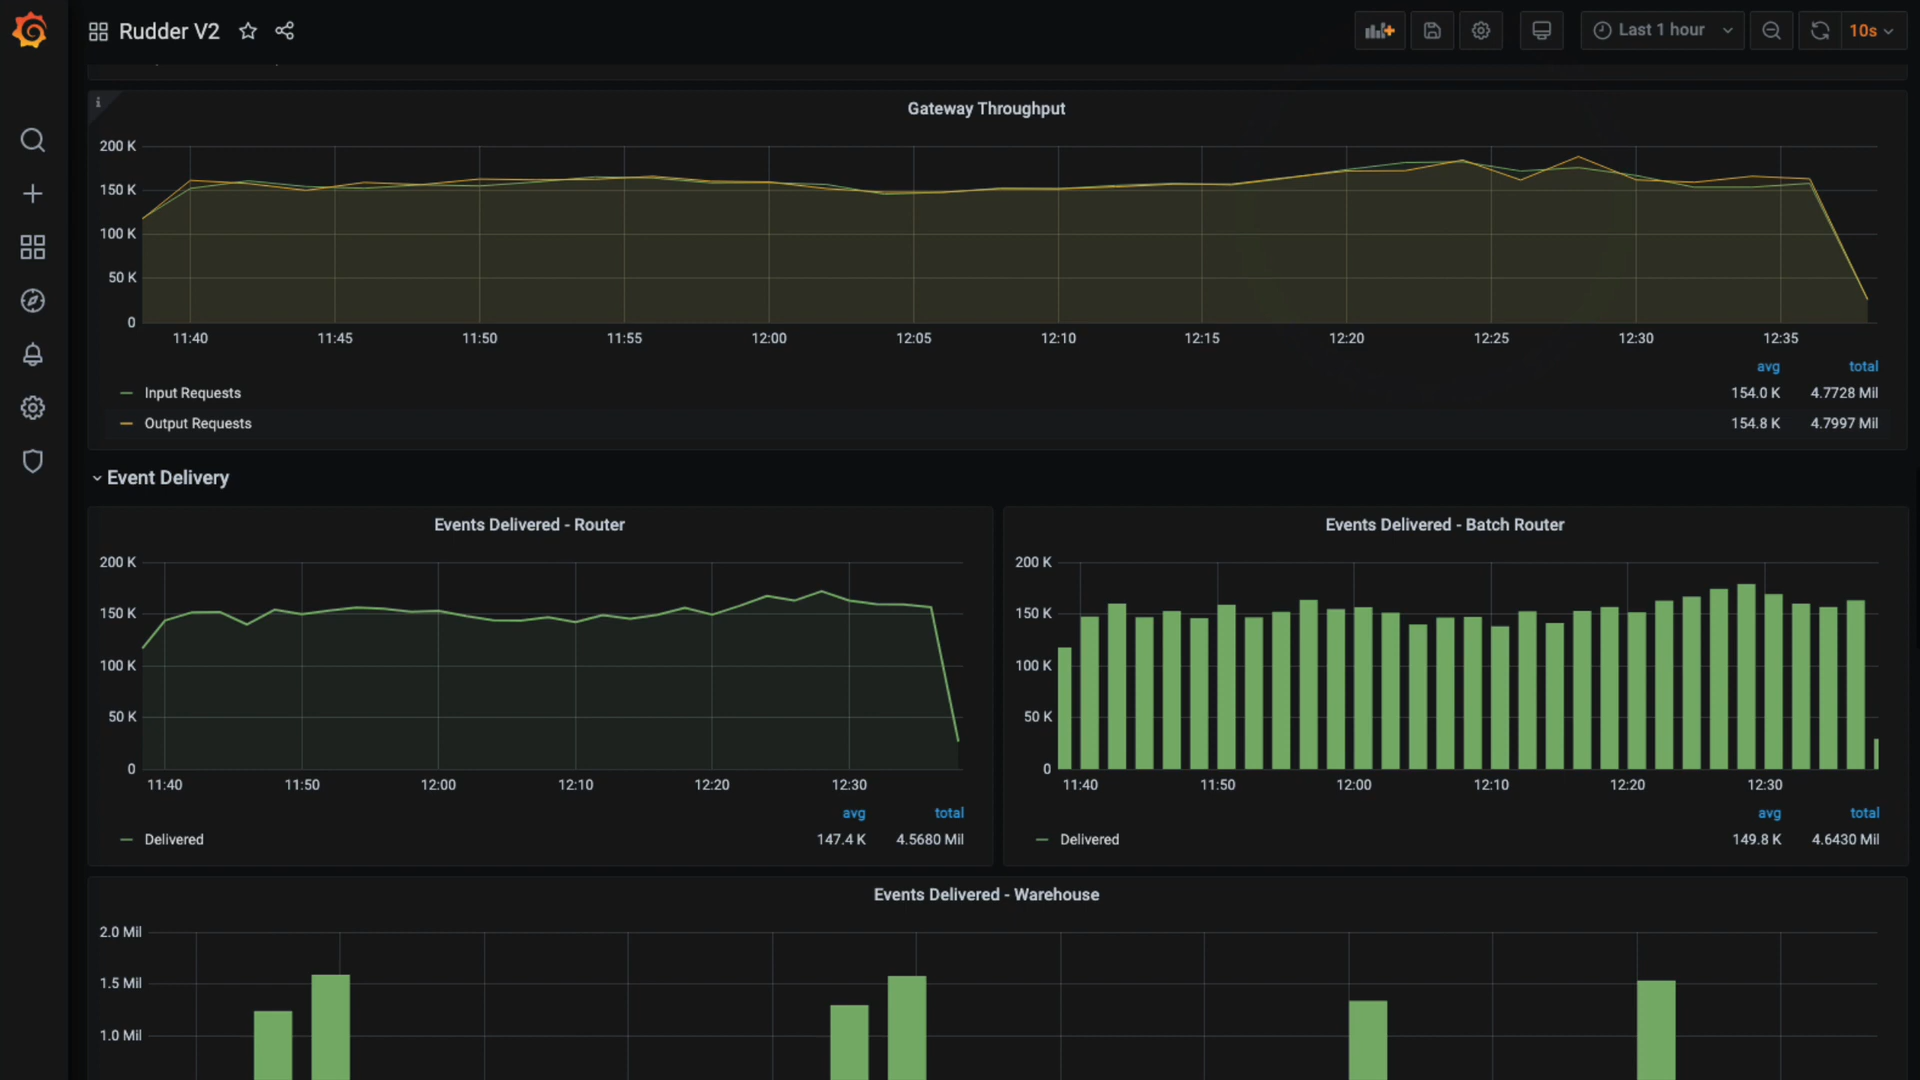 Rudder V2
Last 1 hour
10s
i
Gateway Throughput
200 K
150 K
100 K
50 K
0
11:40 11:45 11:50 11:55 12:00 12:05 12:10 12:15 12:20 12:25 12:30 12:35
avg total
Input Requests 154.0 K 4.7728 Mil
Output Requests 154.8 K 4.7997 Mil
Event Delivery
Events Delivered - Router
200 K
150 K
100 K
50 K
0
11:40 11:50 12:00 12:10 12:20 12:30
avg total
Delivered 147.4 K 4.5680 Mil
Events Delivered - Batch Router
200 K
150 K
100 K
50 K
0
11:40 11:50 12:00 12:10 12:20 12:30
avg total
Delivered 149.8 K 4.6430 Mil
Events Delivered - Warehouse
2.0 Mil
1.5 Mil
1.0 Mil